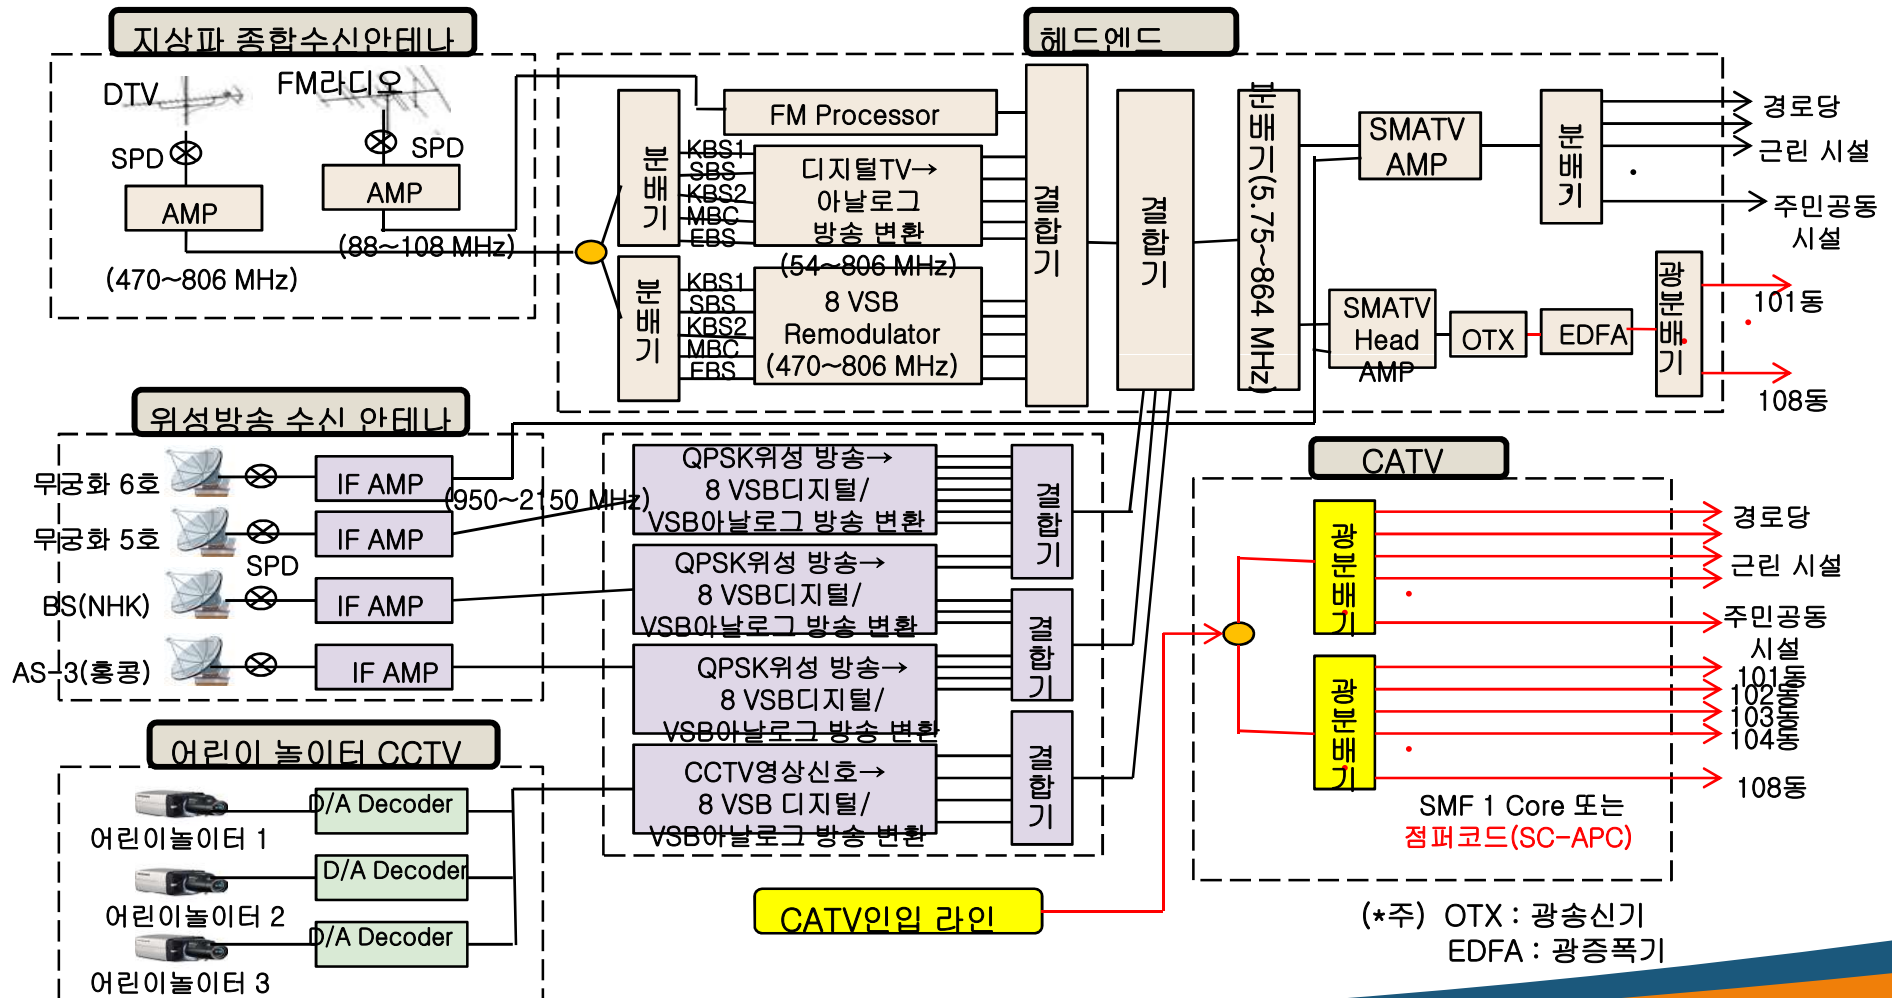 지상파 종합수신안테나
DTV
FM라디오
SPD
SPD
AMP
AMP
(88~108 MHz)
(470~806 MHz)
헤드엔드
분배기
KBS1
SBS
KBS2
MBC
EBS
분배기
KBS1
SBS
KBS2
MBC
EBS
FM Processor
디지털TV→
아날로그
방송 변환
(54~806 MHz)
8 VSB
Remodulator
(470~806 MHz)
결합기
결합기
분배기(5.75~864 MHz)
SMATV
AMP
분배기
경로당
근린 시설
주민공동
시설
SMATV
Head
AMP
OTX
EDFA
광분배기
101동
108동
위성방송 수신 안테나
무궁화 6호
IF AMP
(950~2150 MHz)
무궁화 5호
IF AMP
SPD
BS(NHK)
IF AMP
AS-3(홍콩)
IF AMP
QPSK위성 방송→
8 VSB디지털/
VSB아날로그 방송 변환
QPSK위성 방송→
8 VSB디지털/
VSB아날로그 방송 변환
QPSK위성 방송→
8 VSB디지털/
VSB아날로그 방송 변환
CCTV영상신호→
8 VSB 디지털/
VSB아날로그 방송 변환
결합기
결합기
결합기
어린이 놀이터 CCTV
D/A Decoder
어린이놀이터 1
D/A Decoder
어린이놀이터 2
D/A Decoder
어린이놀이터 3
CATV인입 라인
CATV
광분배기
경로당
근린 시설
주민공동
시설
광분배기
101동
102동
103동
104동
108동
SMF 1 Core 또는
점퍼코드(SC-APC)
(*주) OTX : 광송신기
EDFA : 광증폭기